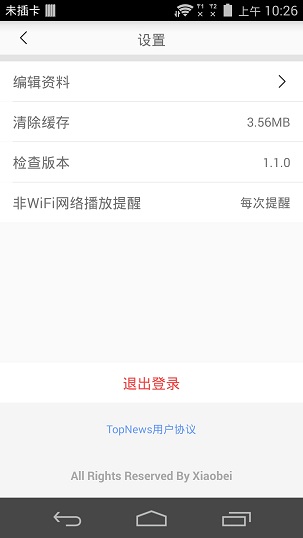 未插卡 T1 T2 上午 10:26
设置
编辑资料
清除缓存 3.56MB
检查版本 1.1.0
非WiFi网络播放提醒 每次提醒
退出登录
TopNews用户协议
All Rights Reserved By Xiaobei